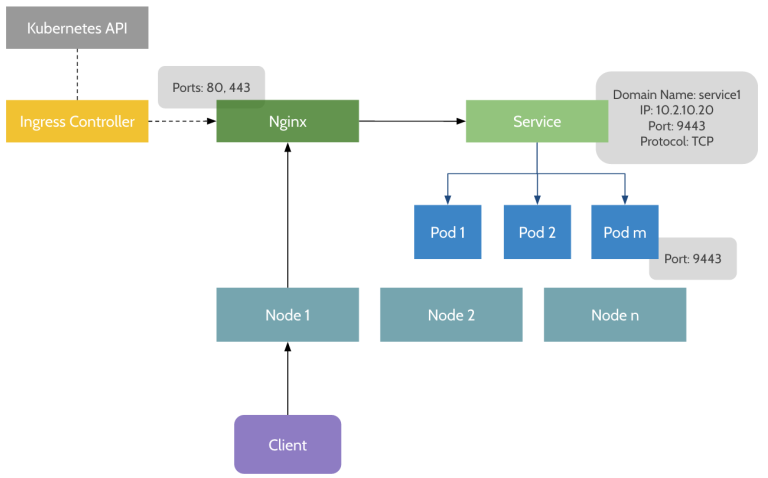 Kubernetes API
Ports: 80, 443
Ingress Controller
Nginx
Service
Domain Name: service1
IP: 10.2.10.20
Port: 9443
Protocol: TCP
Pod 1
Pod 2
Pod m
Port: 9443
Node 1
Node 2
Node n
Client